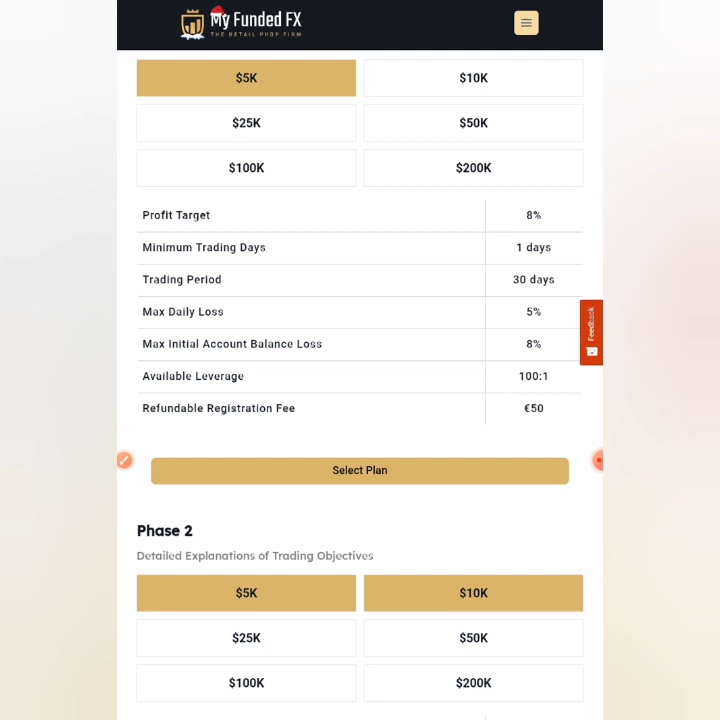 My Funded FX
THE RETAIL PROP FIRM
$5K $10K
$25K $50K
$100K $200K
Profit Target 8%
Minimum Trading Days 1 days
Trading Period 30 days
Max Daily Loss 5%
Feedback
Max Initial Account Balance Loss 8%
Available Leverage 100:1
Refundable Registration Fee €50
Select Plan
Phase 2
Detailed Explanations of Trading Objectives
$5K $10K
$25K $50K
$100K $200K